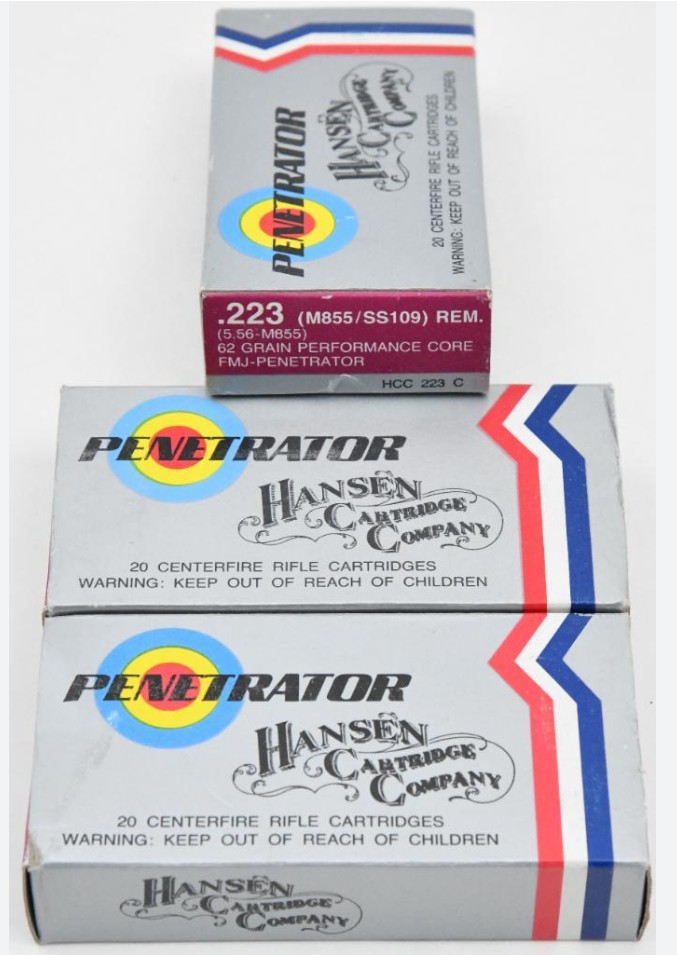 PENETRATOR
HANSEN
CARTRIDGE
COMPANY
20 CENTERFIRE RIFLE CARTRIDGES
WARNING: KEEP OUT OF REACH OF CHILDREN
.223 (M855/SS109) REM.
(5.56-M855)
62 GRAIN PERFORMANCE CORE
FMJ-PENETRATOR
HCC 223 C
PENETRATOR
HANSEN
CARTRIDGE
COMPANY
20 CENTERFIRE RIFLE CARTRIDGES
WARNING: KEEP OUT OF REACH OF CHILDREN
PENETRATOR
HANSEN
CARTRIDGE
COMPANY
20 CENTERFIRE RIFLE CARTRIDGES
WARNING: KEEP OUT OF REACH OF CHILDREN
HANSEN
CARTRIDGE
COMPANY